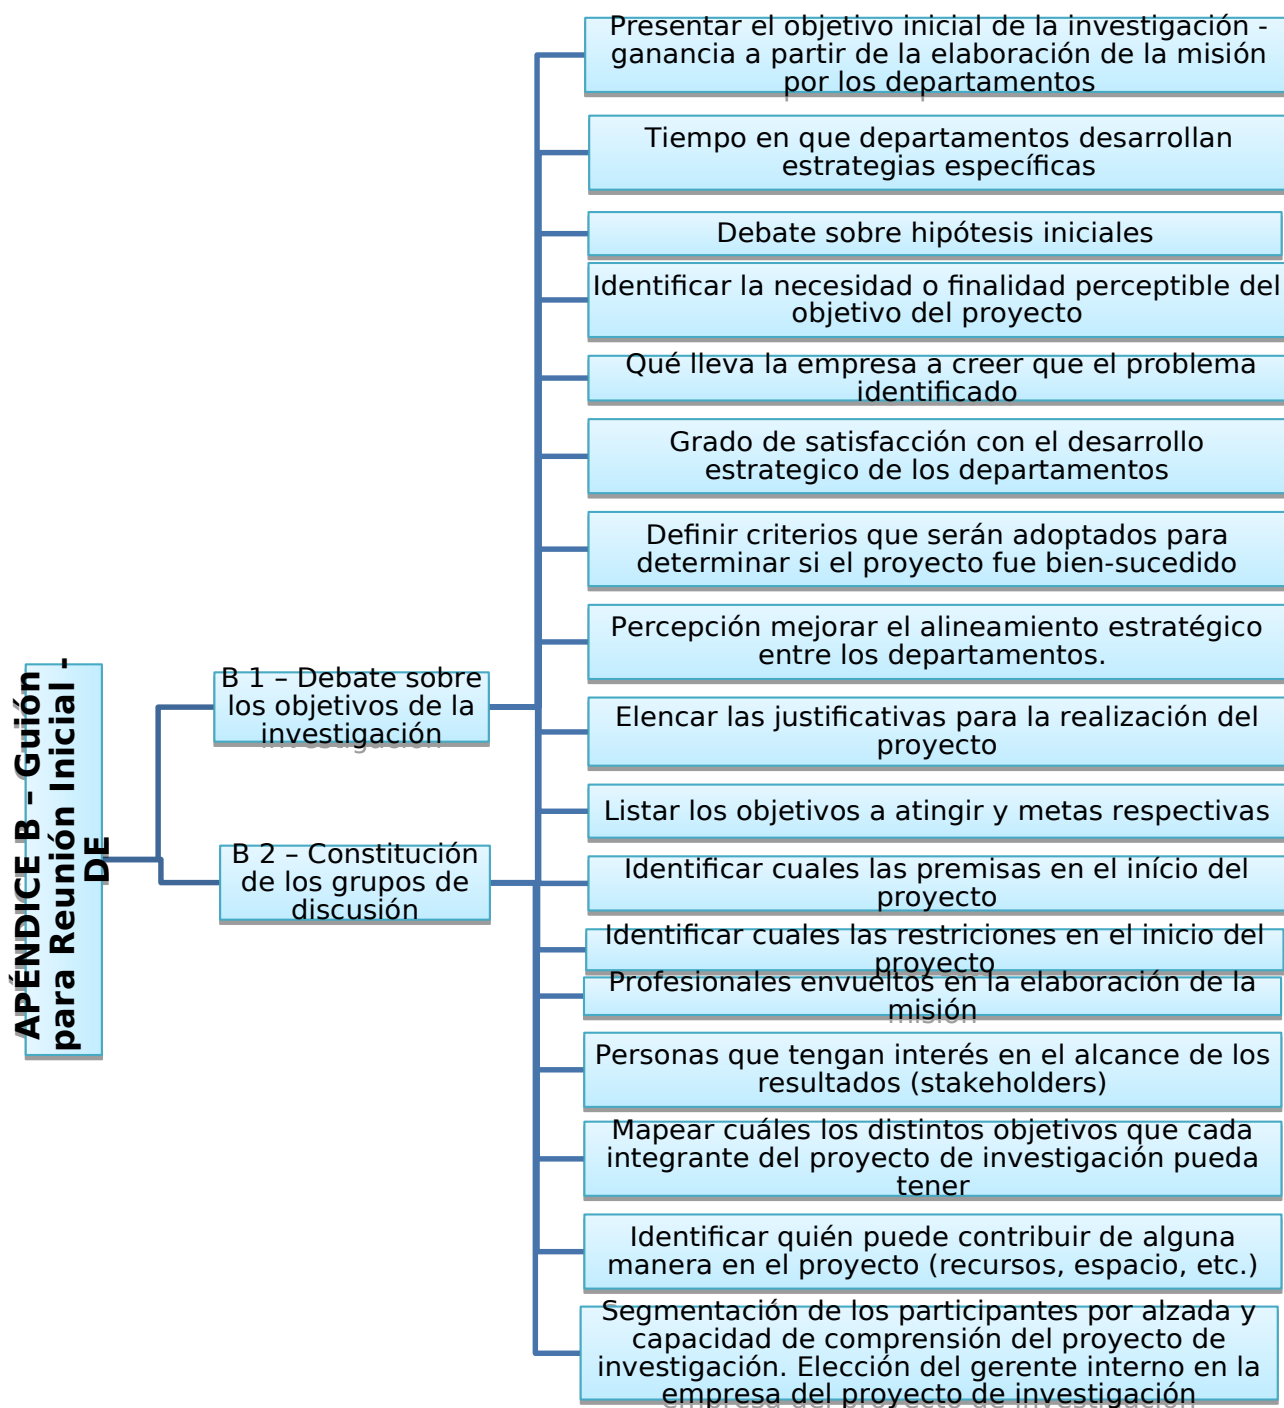 APÉNDICE B – Guión
para Reunión Inicial –
DE
B 1 – Debate sobre
los objetivos de la
investigación
B 2 – Constitución
de los grupos de
discusión
Presentar el objetivo inicial de la investigación -
ganancia a partir de la elaboración de la misión
por los departamentos
Tiempo en que departamentos desarrollan
estrategias específicas
Debate sobre hipótesis iniciales
Identificar la necesidad o finalidad perceptible del
objetivo del proyecto
Qué lleva la empresa a creer que el problema
identificado
Grado de satisfacción con el desarrollo
estrategico de los departamentos
Definir criterios que serán adoptados para
determinar si el proyecto fue bien-sucedido
Percepción mejorar el alineamiento estratégico
entre los departamentos.
Elencar las justificativas para la realización del
proyecto
Listar los objetivos a atingir y metas respectivas
Identificar cuales las premisas en el início del
proyecto
Identificar cuales las restriciones en el inicio del
proyecto
Profesionales envueltos en la elaboración de la
misión
Personas que tengan interés en el alcance de los
resultados (stakeholders)
Mapear cuáles los distintos objetivos que cada
integrante del proyecto de investigación pueda
tener
Identificar quién puede contribuir de alguna
manera en el proyecto (recursos, espacio, etc.)
Segmentación de los participantes por alzada y
capacidad de comprensión del proyecto de
investigación. Elección del gerente interno en la
empresa del proyecto de investigación